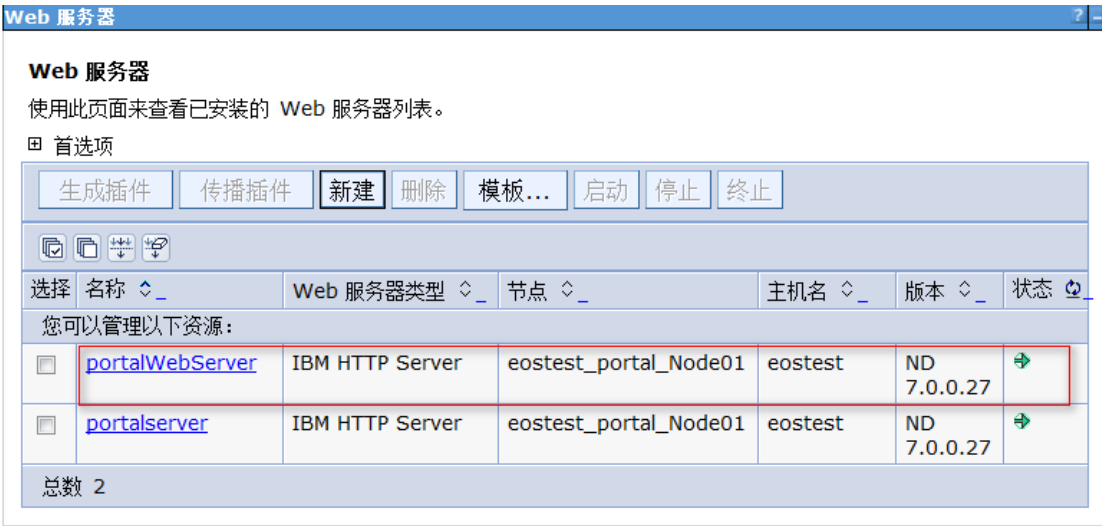 Web 服务器 ? -
Web 服务器
使用此页面来查看已安装的 Web 服务器列表。
首选项
生成插件 传播插件 新建 删除 模板... 启动 停止 终止
选择 名称 Web 服务器类型 节点 主机名 版本 状态
您可以管理以下资源：
portalWebServer IBM HTTP Server eostest_portal_Node01 eostest ND
7.0.0.27
portalserver IBM HTTP Server eostest_portal_Node01 eostest ND
7.0.0.27
总数 2